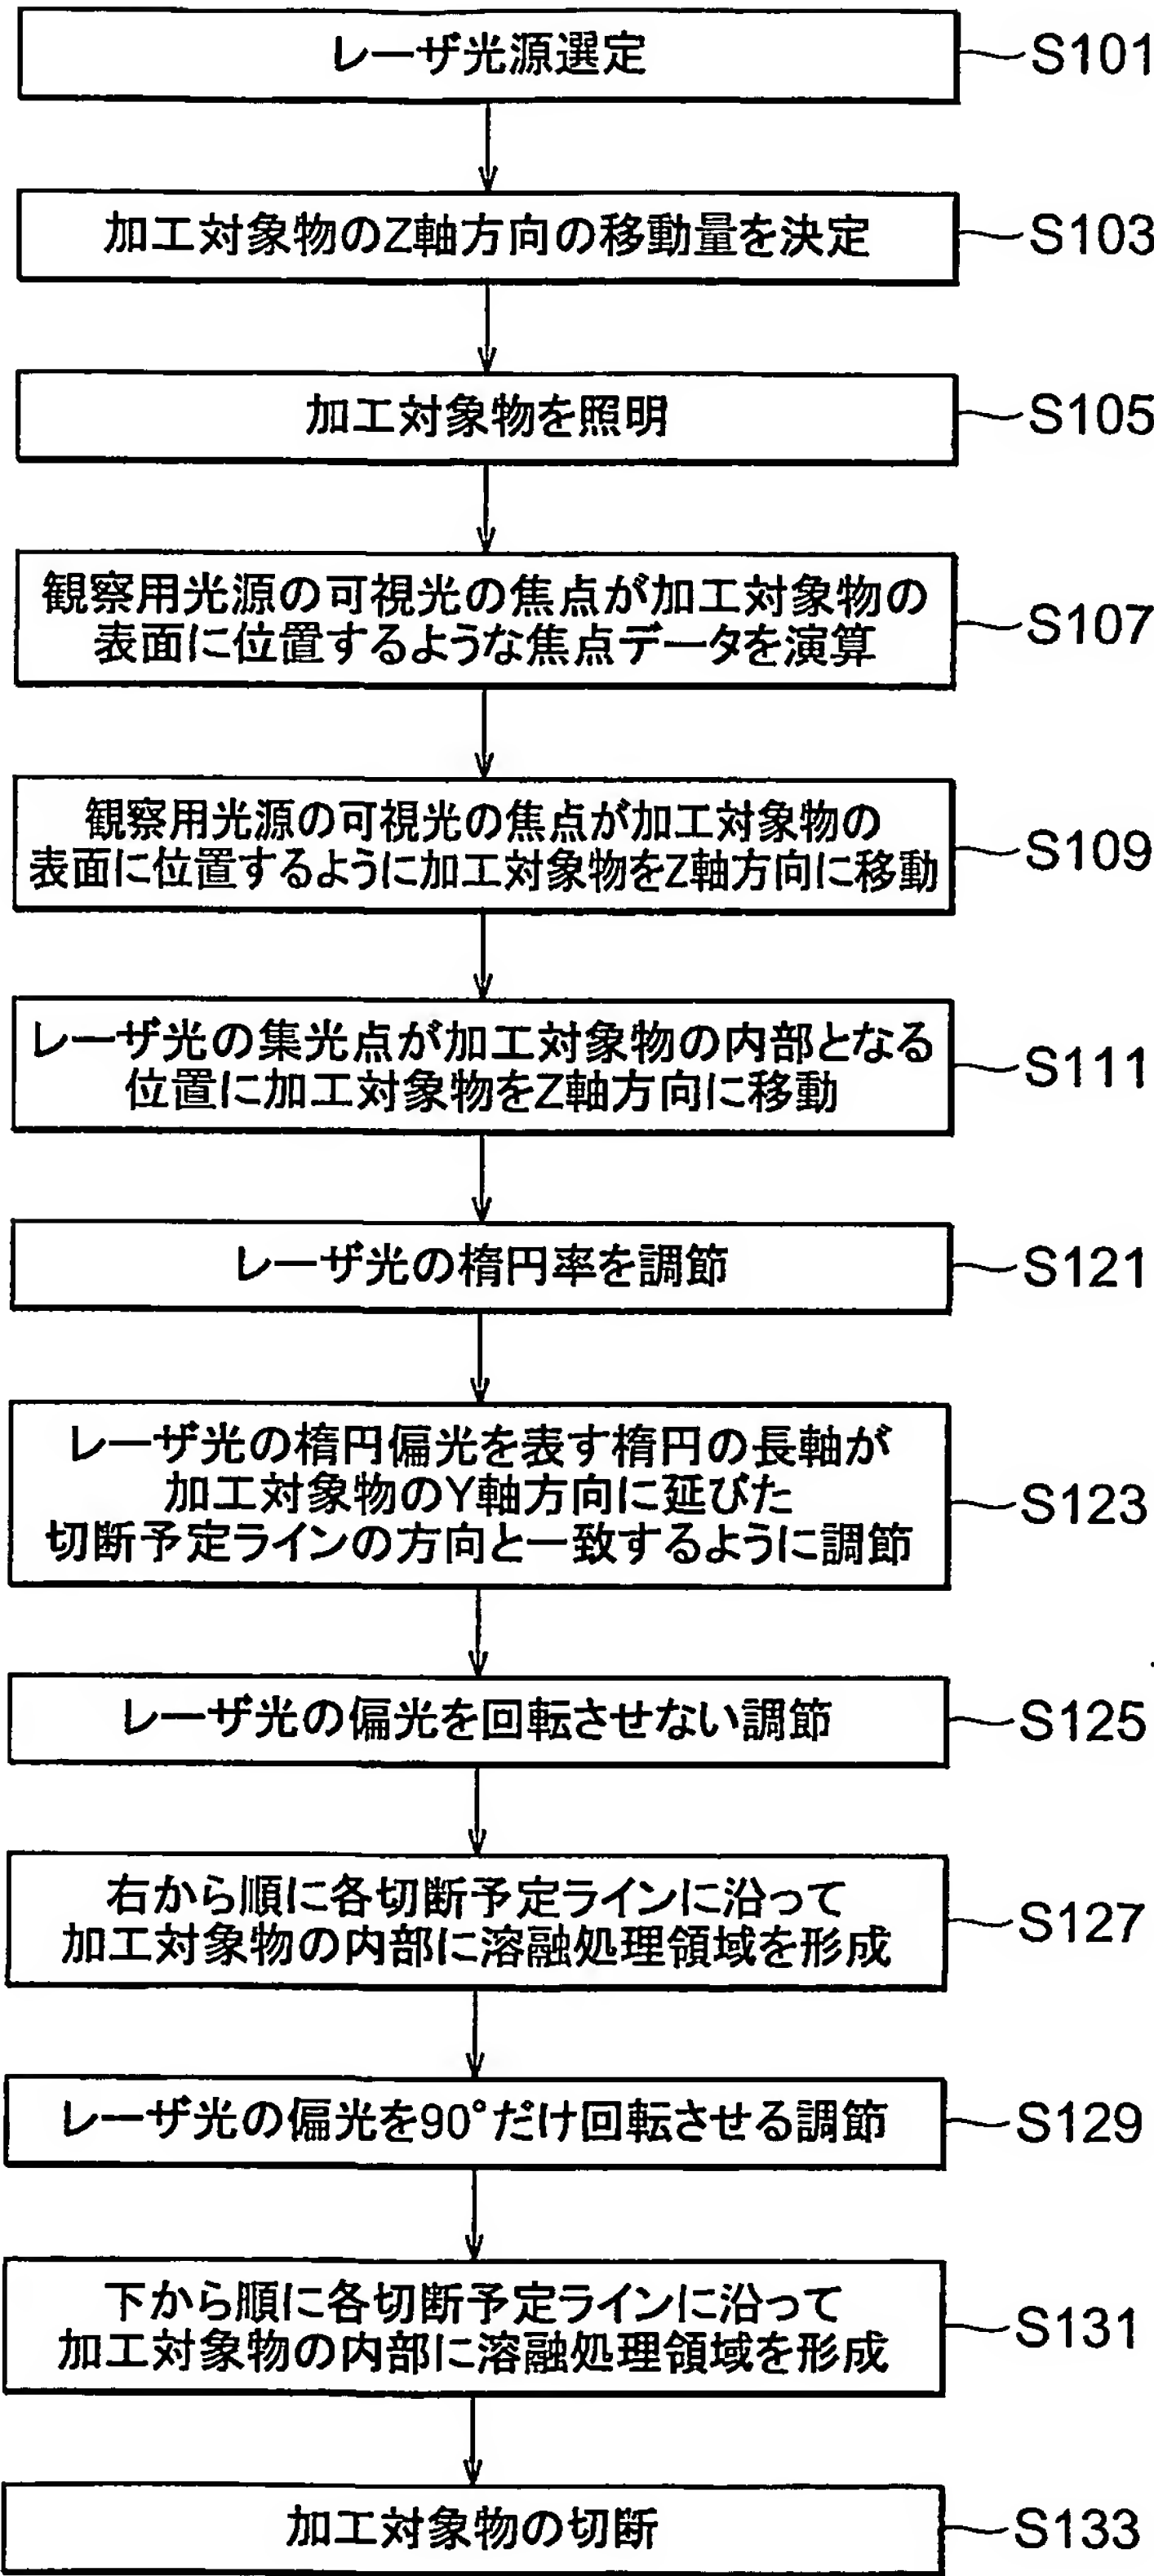 レーザ光源選定
S101
加工対象物のZ軸方向の移動量を決定
S103
加工対象物を照明
S105
観察用光源の可視光の焦点が加工対象物の
表面に位置するような焦点データを演算
S107
観察用光源の可視光の焦点が加工対象物の
表面に位置するように加工対象物をZ軸方向に移動
S109
レーザ光の集光点が加工対象物の内部となる
位置に加工対象物をZ軸方向に移動
S111
レーザ光の楕円率を調節
S121
レーザ光の楕円偏光を表す楕円の長軸が
加工対象物のY軸方向に延びた
切断予定ラインの方向と一致するように調節
S123
レーザ光の偏光を回転させない調節
S125
右から順に各切断予定ラインに沿って
加工対象物の内部に溶融処理領域を形成
S127
レーザ光の偏光を90°だけ回転させる調節
S129
下から順に各切断予定ラインに沿って
加工対象物の内部に溶融処理領域を形成
S131
加工対象物の切断
S133